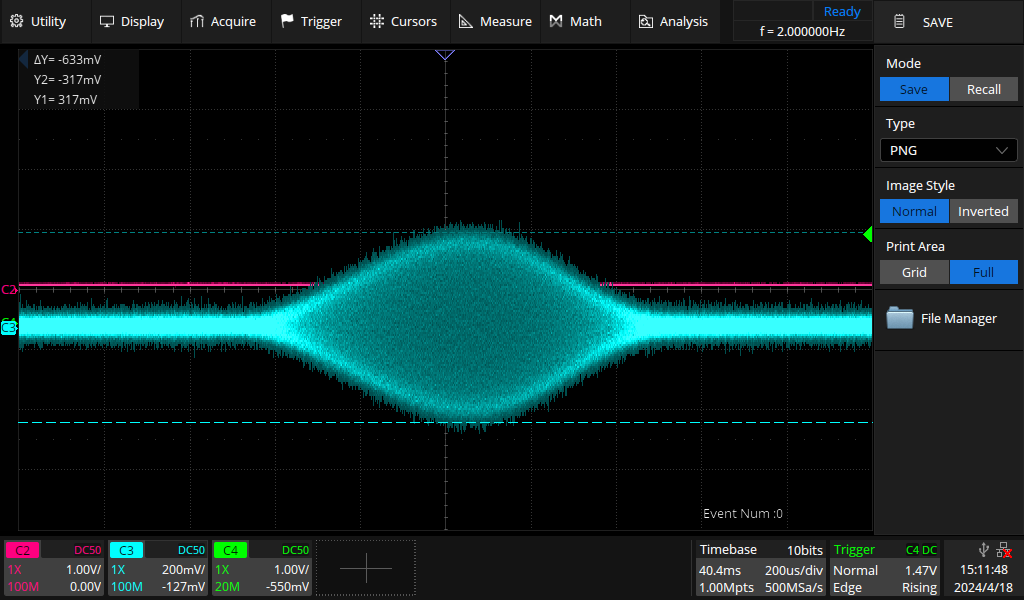 Utility Display Acquire Trigger Cursors Measure Math Analysis
Ready
f = 2.000000Hz
SAVE
ΔY= -633mV
Y2= -317mV
Y1= 317mV
Mode
Save Recall
Type
PNG
Image Style
Normal Inverted
Print Area
Grid Full
File Manager
C2
C3
Event Num :0
C2 DC50
1X 1.00V/
100M 0.00V
C3 DC50
1X 200mV/
100M -127mV
C4 DC50
1X 1.00V/
20M -550mV
Timebase 10bits
40.4ms 200us/div
1.00Mpts 500MSa/s
Trigger C4 DC
Normal 1.47V
Edge Rising
15:11:48
2024/4/18